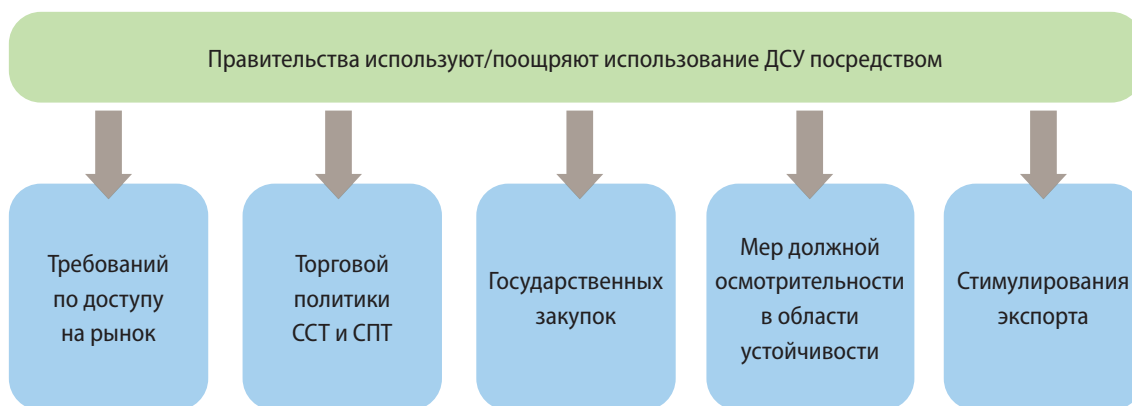 Правительства используют/поощряют использование ДСУ посредством
Требований
по доступу
на рынок
Торговой
политики
ССТ и СПТ
Государственных
закупок
Мер должной
осмотрительности
в области
устойчивости
Стимулирования
экспорта